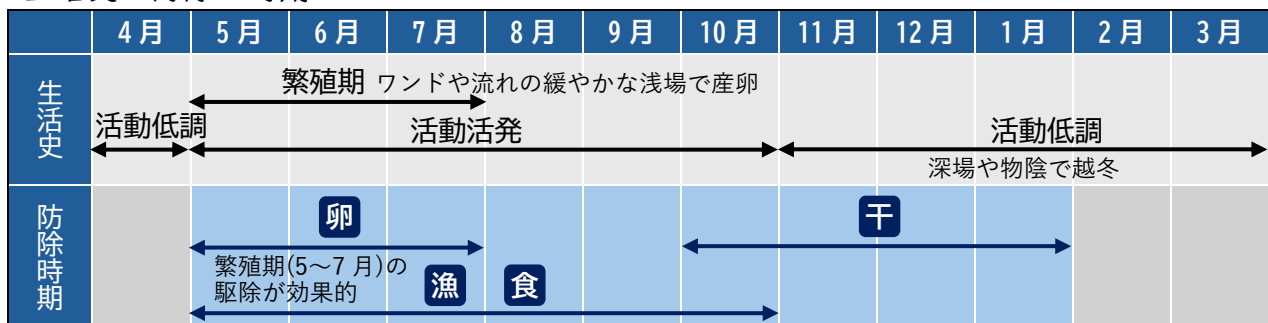 4月 5月 6月 7月 8月 9月 10月 11月 12月 1月 2月 3月
生活史
繁殖期 ワンドや流れの緩やかな浅場で産卵
活動低調 活動活発 活動低調
深場や物陰で越冬
防除時期
卵 干
繁殖期(5～7月)の
駆除が効果的
漁 食